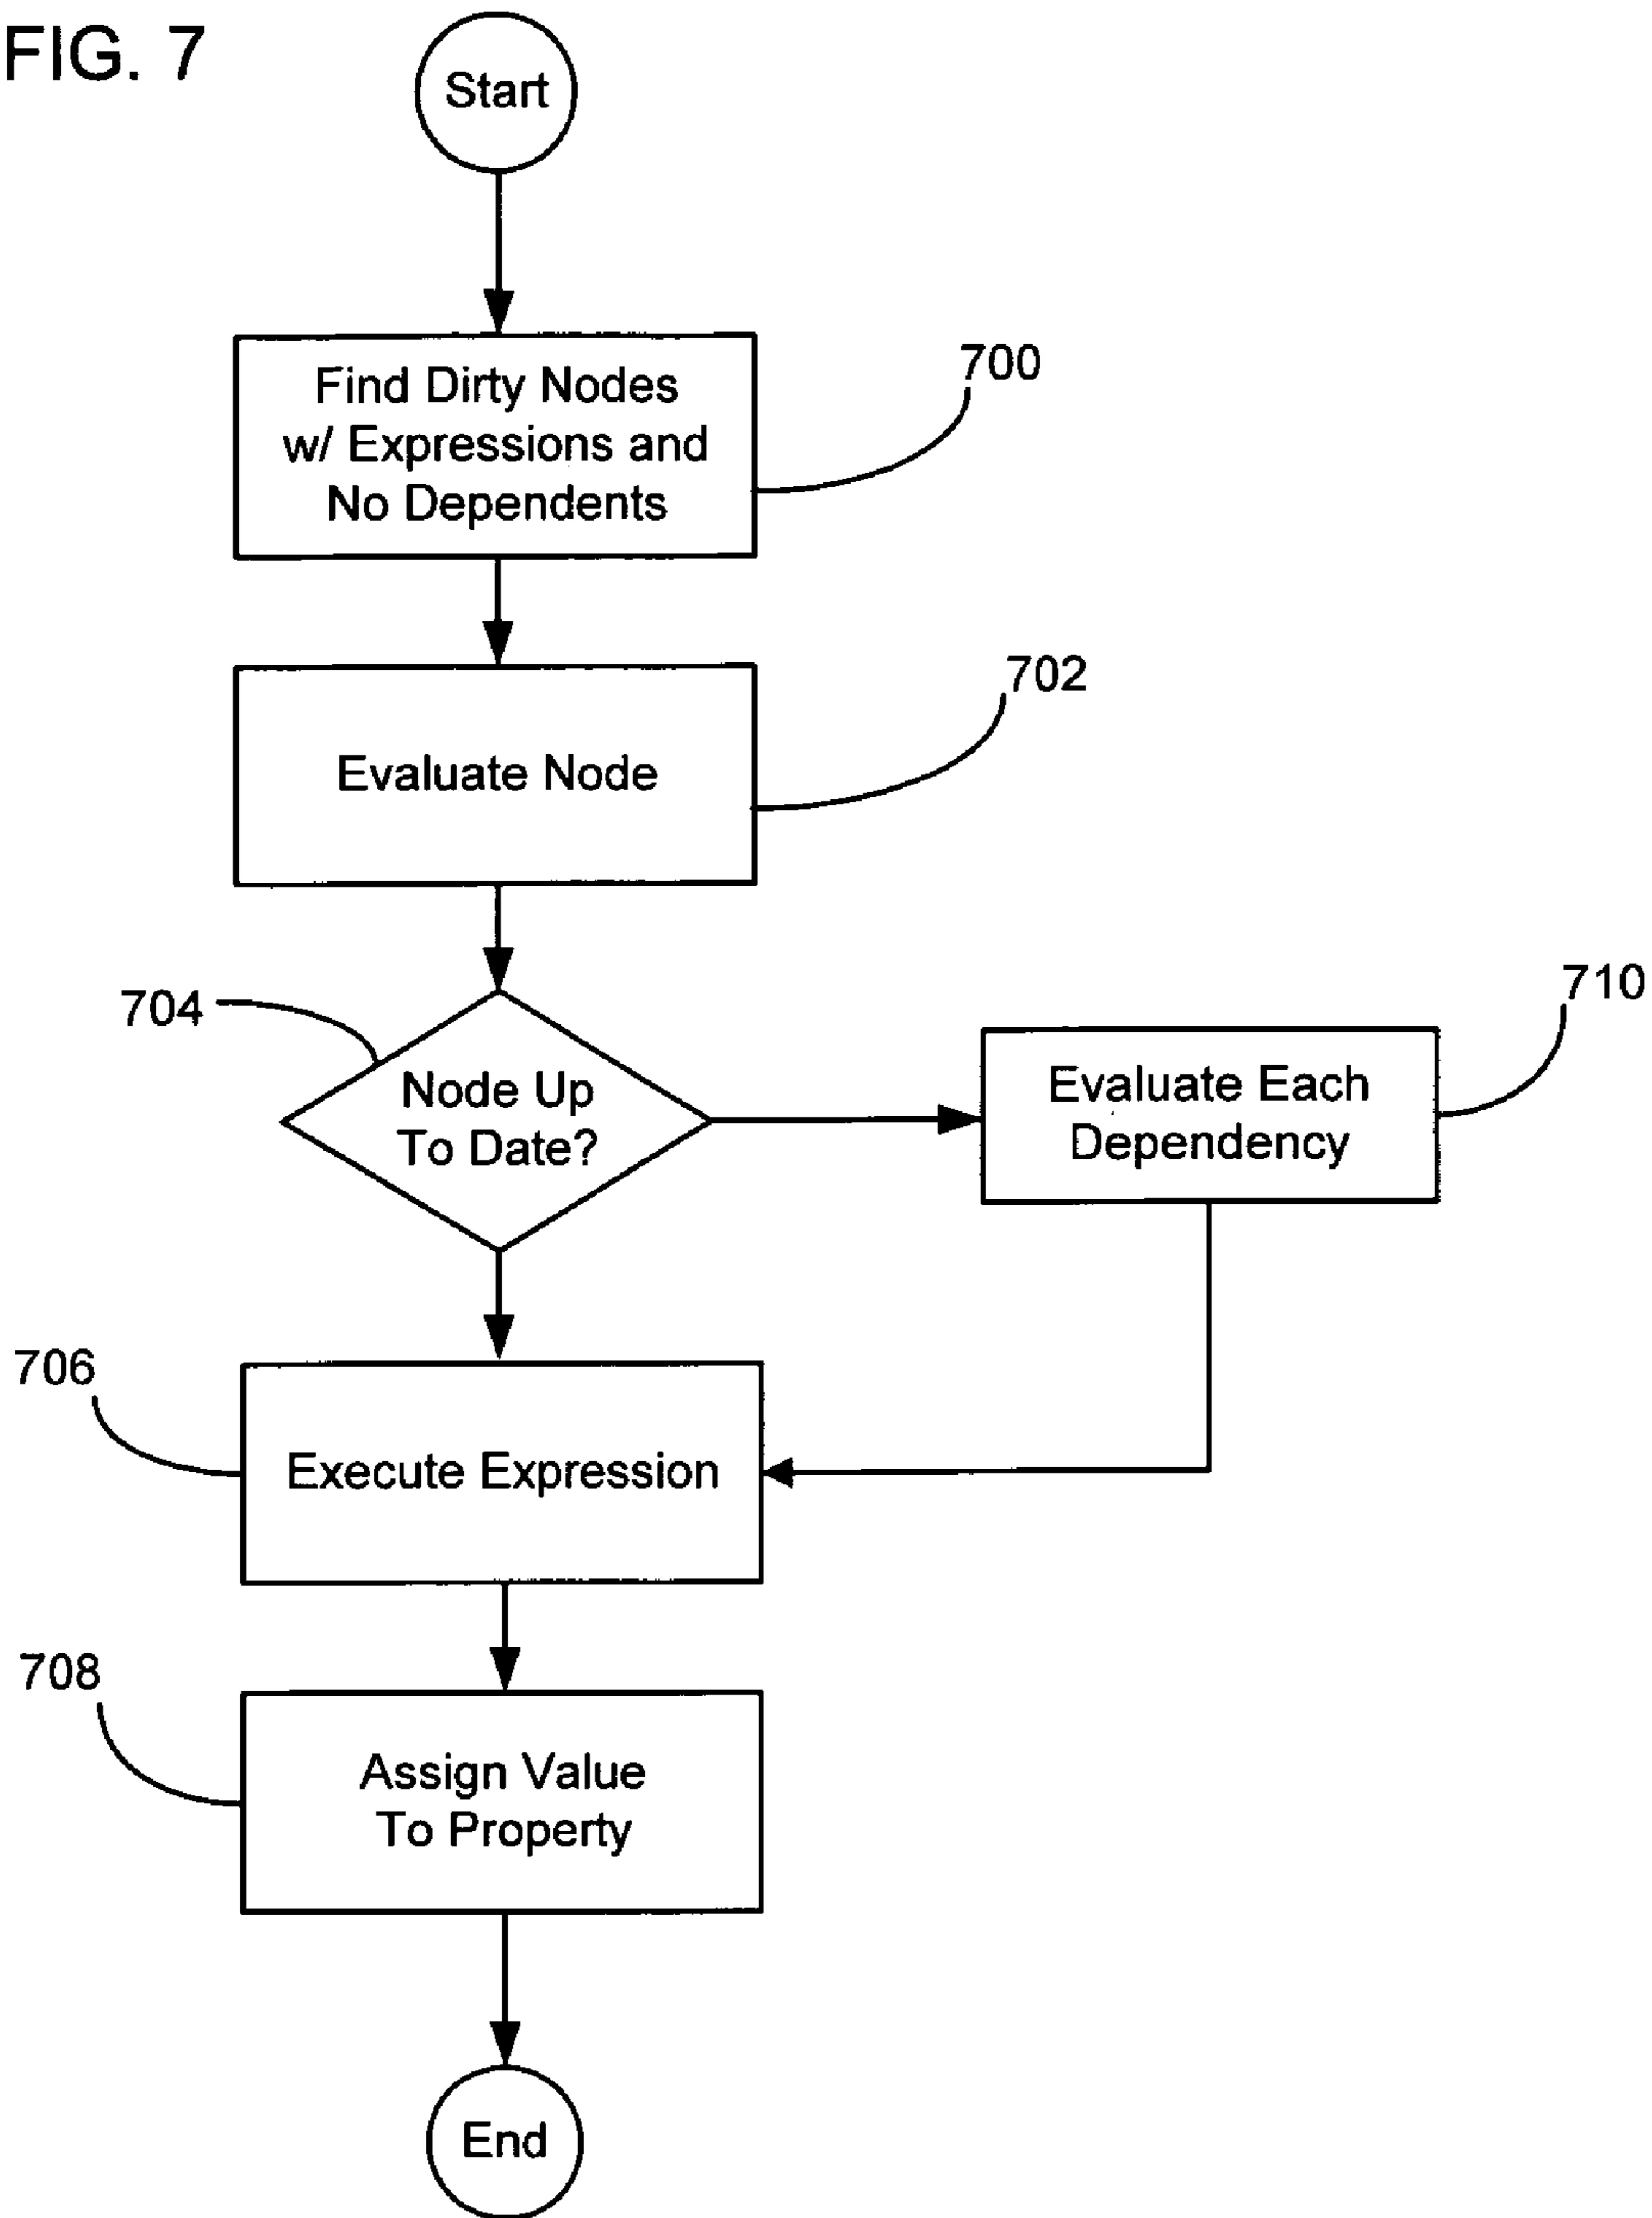 FIG. 7
Start
Find Dirty Nodes
w/ Expressions and
No Dependents
700
Evaluate Node
702
704
Node Up
To Date?
710
Evaluate Each
Dependency
706
Execute Expression
708
Assign Value
To Property
End